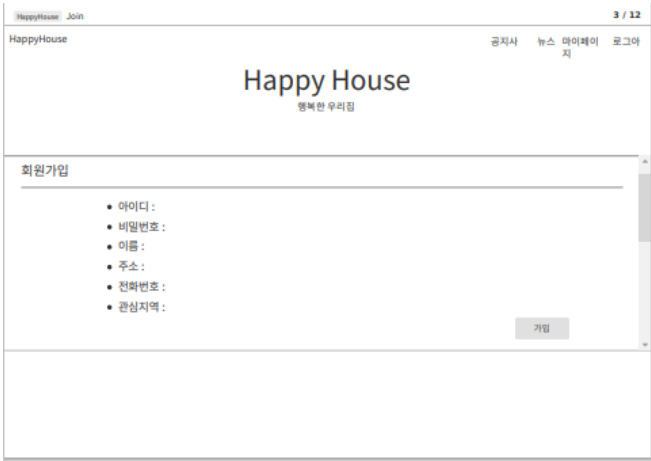 HappyHouse Join 3 / 12
HappyHouse 공지사 뉴스 마이페이 로그아
지
Happy House
행복한 우리집
회원가입
• 아이디 :
• 비밀번호 :
• 이름 :
• 주소 :
• 전화번호 :
• 관심지역 :
가입